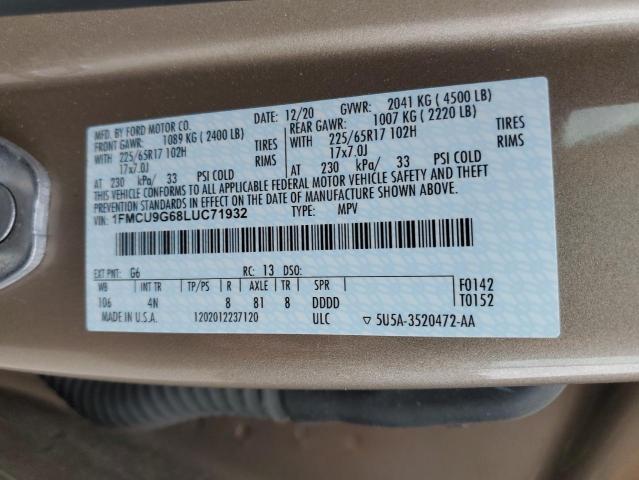 MFD. BY FORD MOTOR CO.
DATE: 12/20 GVWR: 2041 KG ( 4500 LB)
FRONT GAWR: 1089 KG ( 2400 LB)
REAR GAWR: 1007 KG ( 2220 LB)
WITH 225/65R17 102H TIRES
WITH 225/65R17 102H TIRES
17x7.0J RIMS
17x7.0J RIMS
AT 230 kPa/ 33 PSI COLD
AT 230 kPa/ 33 PSI COLD
THIS VEHICLE CONFORMS TO ALL APPLICABLE FEDERAL MOTOR VEHICLE SAFETY AND THEFT
PREVENTION STANDARDS IN EFFECT ON THE DATE OF MANUFACTURE SHOWN ABOVE.
VIN: 1FMCU9G68LUC71932 TYPE: MPV
EXT PNT: G6 RC: 13 DSO:
WB INT TR TP/PS R AXLE TR SPR F0142
106 4N 8 81 8 DDDD T0152
MADE IN U.S.A. 1202012237120 ULC ▽ 5U5A-3520472-AA